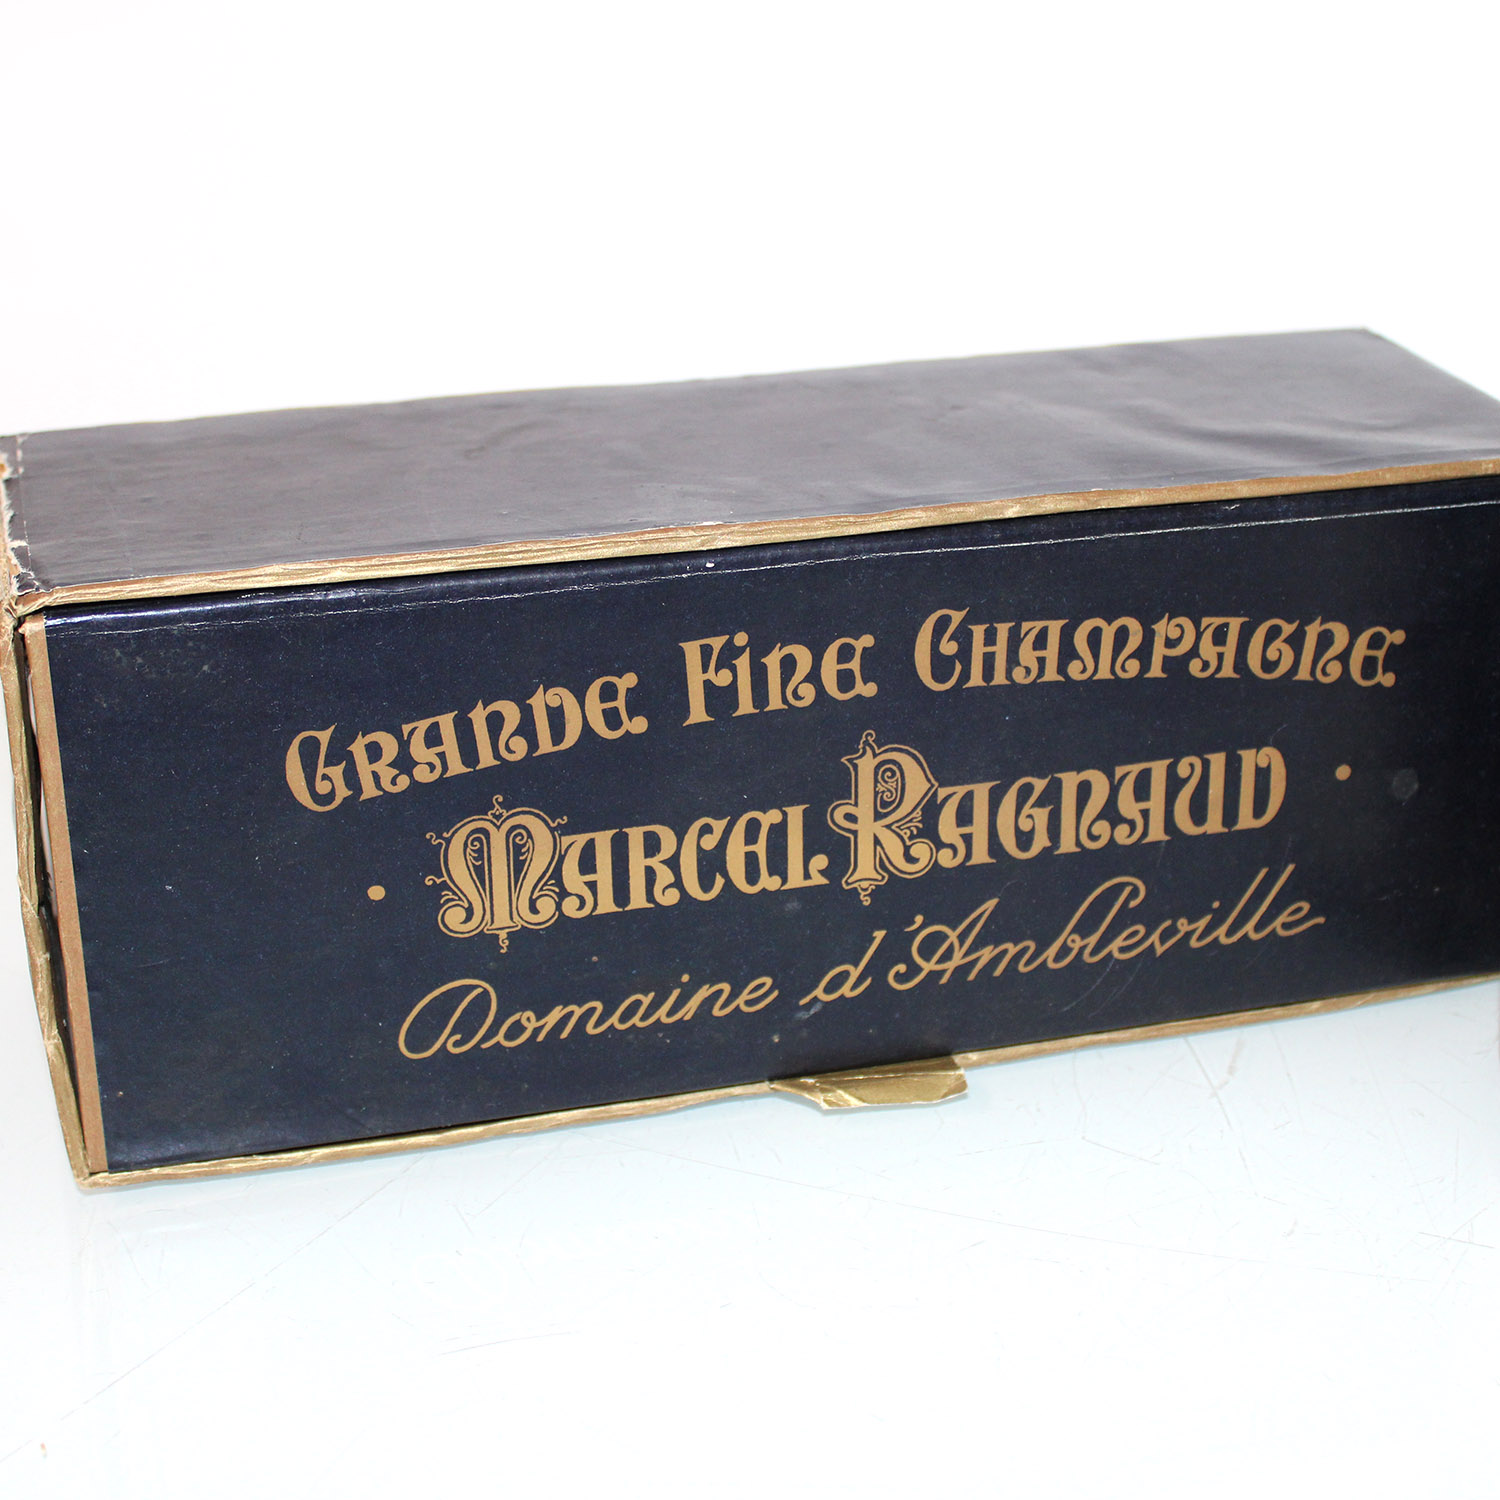 GRANDE FINE CHAMPAGNE
· MARCEL RAGNAUD ·
Domaine d'Ambleville